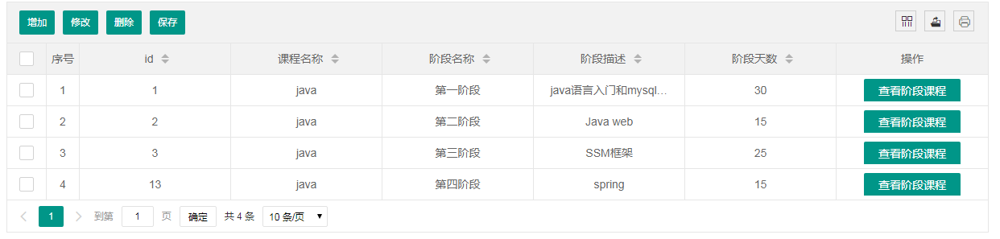 增加 修改 删除 保存
序号 id 课程名称 阶段名称 阶段描述 阶段天数 操作
1 1 java 第一阶段 java语言入门和mysql... 30 查看阶段课程
2 2 java 第二阶段 Java web 15 查看阶段课程
3 3 java 第三阶段 SSM框架 25 查看阶段课程
4 13 java 第四阶段 spring 15 查看阶段课程
1 到第 1 页 确定 共 4 条 10 条/页